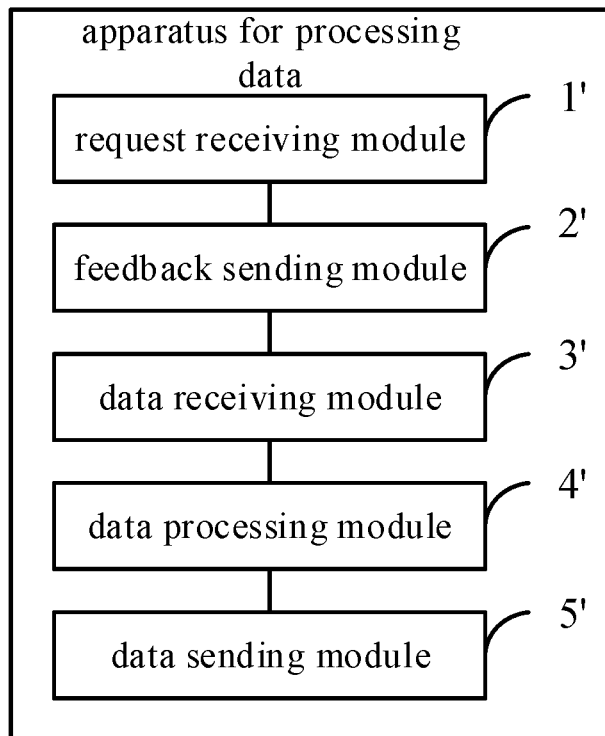 apparatus for processing
data
request receiving module
1'
feedback sending module
2'
data receiving module
3'
data processing module
4'
data sending module
5'